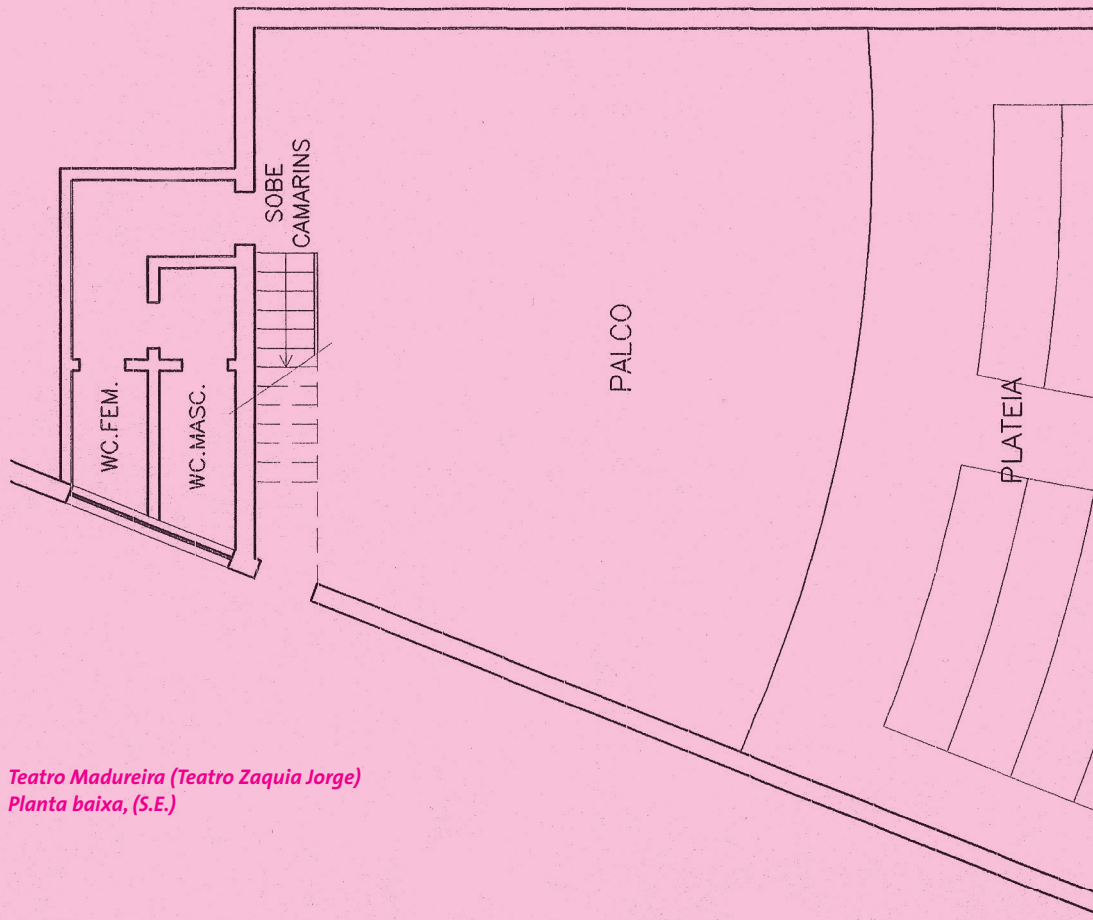 SOBE
CAMARINS
WC.FEM.
WC.MASC.
PALCO
PLATEIA
Teatro Madureira (Teatro Zaquia Jorge)
Planta baixa, (S.E.)